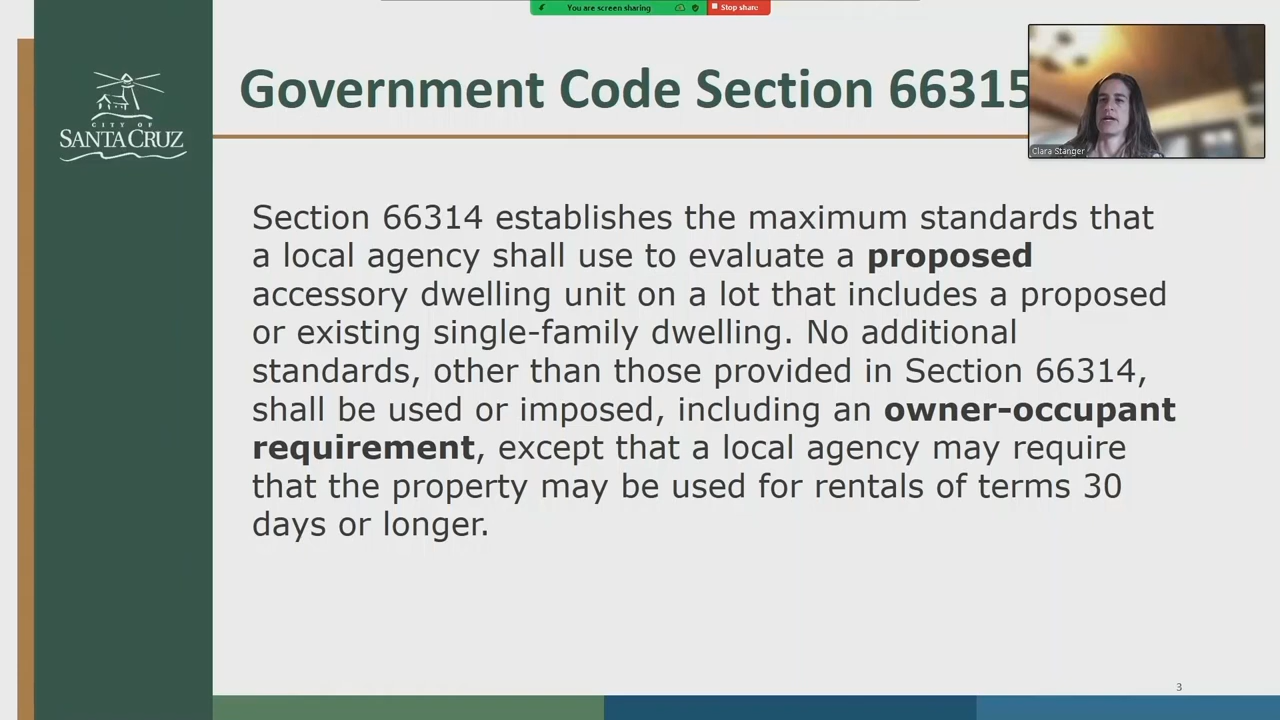 You are screen sharing
Stop share
Government Code Section 66315
Clara Stanger
CITY OF
SANTA CRUZ
Section 66314 establishes the maximum standards that
a local agency shall use to evaluate a proposed
accessory dwelling unit on a lot that includes a proposed
or existing single-family dwelling. No additional
standards, other than those provided in Section 66314,
shall be used or imposed, including an owner-occupant
requirement, except that a local agency may require
that the property may be used for rentals of terms 30
days or longer.
3